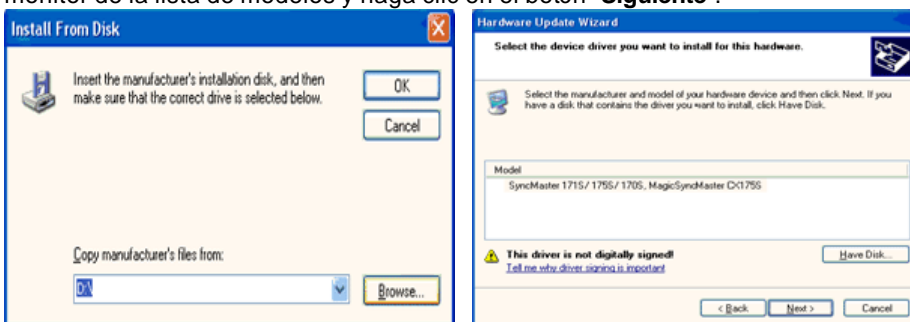 monitor de la lista de modelos y haga clic en el botón "Siguiente".
Install From Disk
Insert the manufacturer's installation disk, and then
make sure that the correct drive is selected below.
OK
Cancel
Copy manufacturer's files from:
D:\
Browse...
Hardware Update Wizard
Select the device driver you want to install for this hardware.
Select the manufacturer and model of your hardware device and then click Next. If you
have a disk that contains the driver you want to install, click Have Disk.
Model
SyncMaster 171S/ 175S/ 170S, MagicSyncMaster CX175S
This driver is not digitally signed!
Tell me why driver signing is important
Have Disk...
< Back
Next >
Cancel